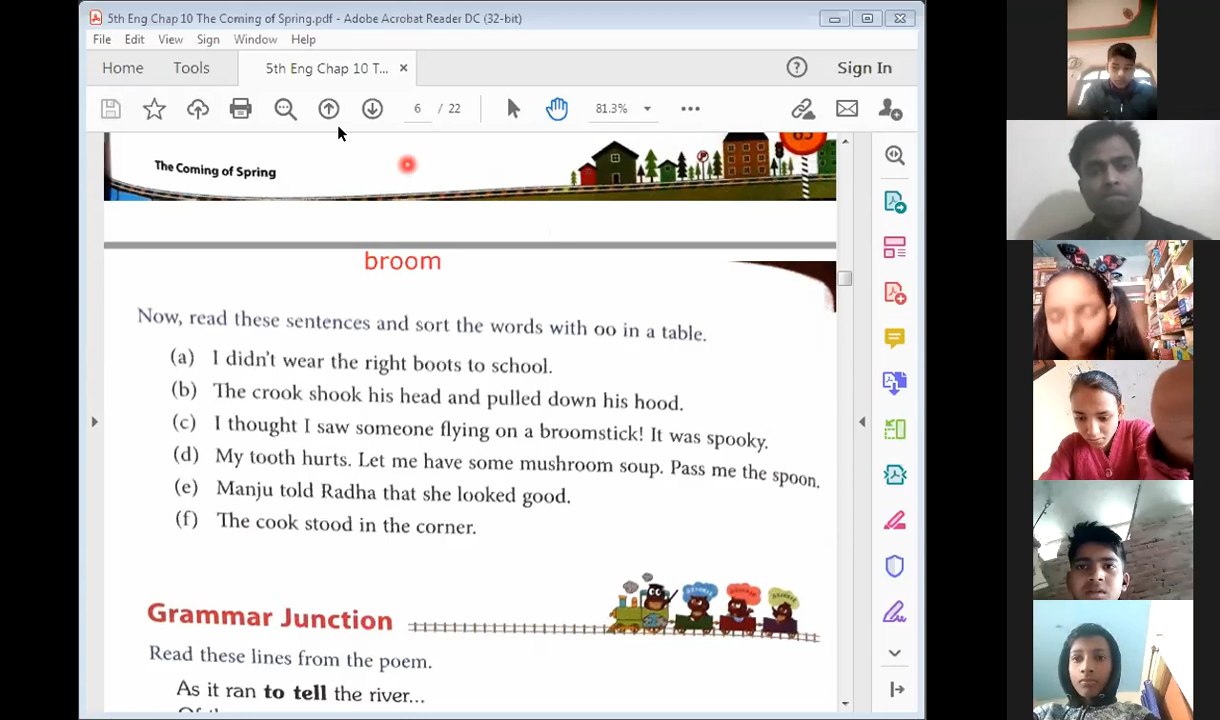 5th Eng Chap 10 The Coming of Spring.pdf - Adobe Acrobat Reader DC (32-bit)
File Edit View Sign Window Help
Home Tools 5th Eng Chap 10 T... × ? Sign In
6 / 22 81.3%
The Coming of Spring
broom
Now, read these sentences and sort the words with oo in a table.
(a) I didn't wear the right boots to school.
(b) The crook shook his head and pulled down his hood.
(c) I thought I saw someone flying on a broomstick! It was spooky.
(d) My tooth hurts. Let me have some mushroom soup. Pass me the spoon.
(e) Manju told Radha that she looked good.
(f) The cook stood in the corner.
Grammar Junction
Read these lines from the poem.
As it ran to tell the river...